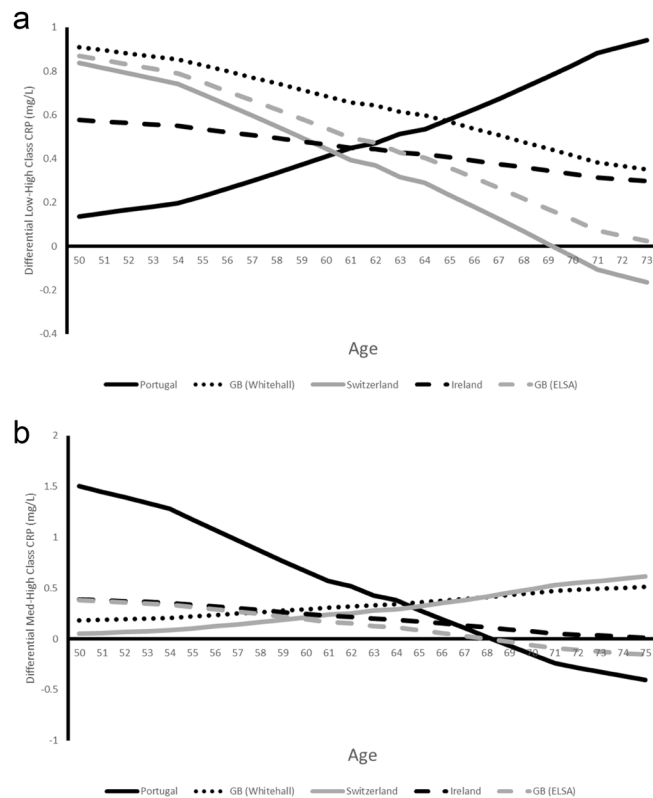 a
Differential Low-High Class CRP (mg/L)
1
0.8
0.6
0.4
0.2
0
-0.2
-0.4
50 51 52 53 54 55 56 57 58 59 60 61 62 63 64 65 66 67 68 69 70 71 72 73
Age
Portugal GB (Whitehall) Switzerland Ireland GB (ELSA)
b
Differential Med-High Class CRP (mg/L)
2
1.5
1
0.5
0
-0.5
-1
50 51 52 53 54 55 56 57 58 59 60 61 62 63 64 65 66 67 68 69 70 71 72 73 74 75
Age
Portugal GB (Whitehall) Switzerland Ireland GB (ELSA)